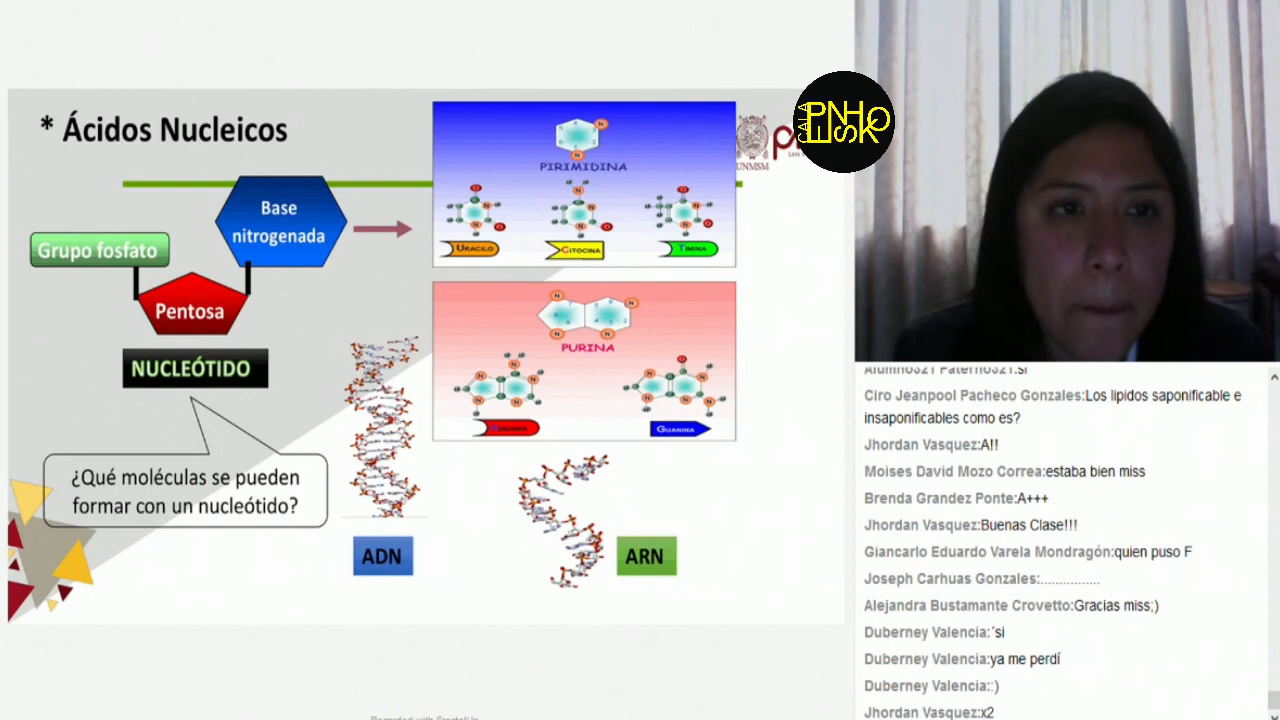 * Ácidos Nucleicos
Base
nitrogenada
Grupo fosfato
Pentosa
NUCLEÓTIDO
¿Qué moléculas se pueden
formar con un nucleótido?
PIRIMIDINA
URACILO
CITOCINA
TIMINA
PURINA
GUANINA
ADN
ARN
UNMSM
Alumno321 Paterno321:si
Ciro Jeanpool Pacheco Gonzales:Los lipidos saponificable e
insaponificables como es?
Jhordan Vasquez:A!!
Moises David Mozo Correa:estaba bien miss
Brenda Grandez Ponte:A+++
Jhordan Vasquez:Buenas Clase!!!
Giancarlo Eduardo Varela Mondragón:quien puso F
Joseph Carhuas Gonzales:................
Alejandra Bustamante Crovetto:Gracias miss;)
Duberney Valencia:´si
Duberney Valencia:ya me perdí
Duberney Valencia::)
Jhordan Vasquez:x2